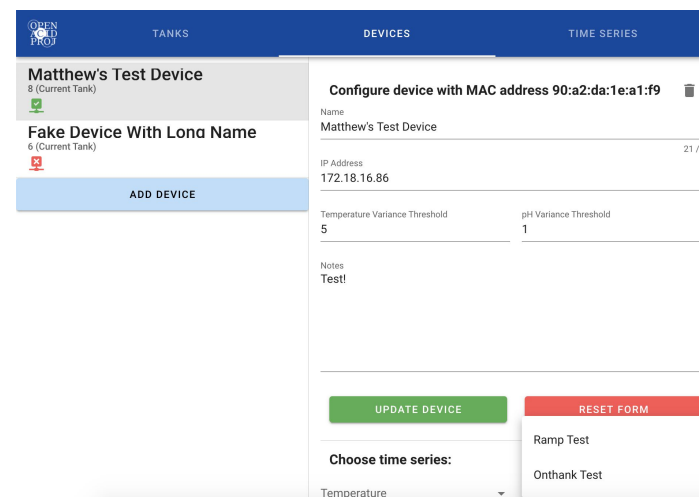 OPEN
ACID
PROJ
TANKS
DEVICES
TIME SERIES
Matthew's Test Device
8 (Current Tank)
Fake Device With Long Name
6 (Current Tank)
ADD DEVICE
Configure device with MAC address 90:a2:da:1e:a1:f9
Name
Matthew's Test Device
21 /
IP Address
172.18.16.86
Temperature Variance Threshold
5
pH Variance Threshold
1
Notes
Test!
UPDATE DEVICE
RESET FORM
Choose time series:
Temperature
Ramp Test
Onthank Test